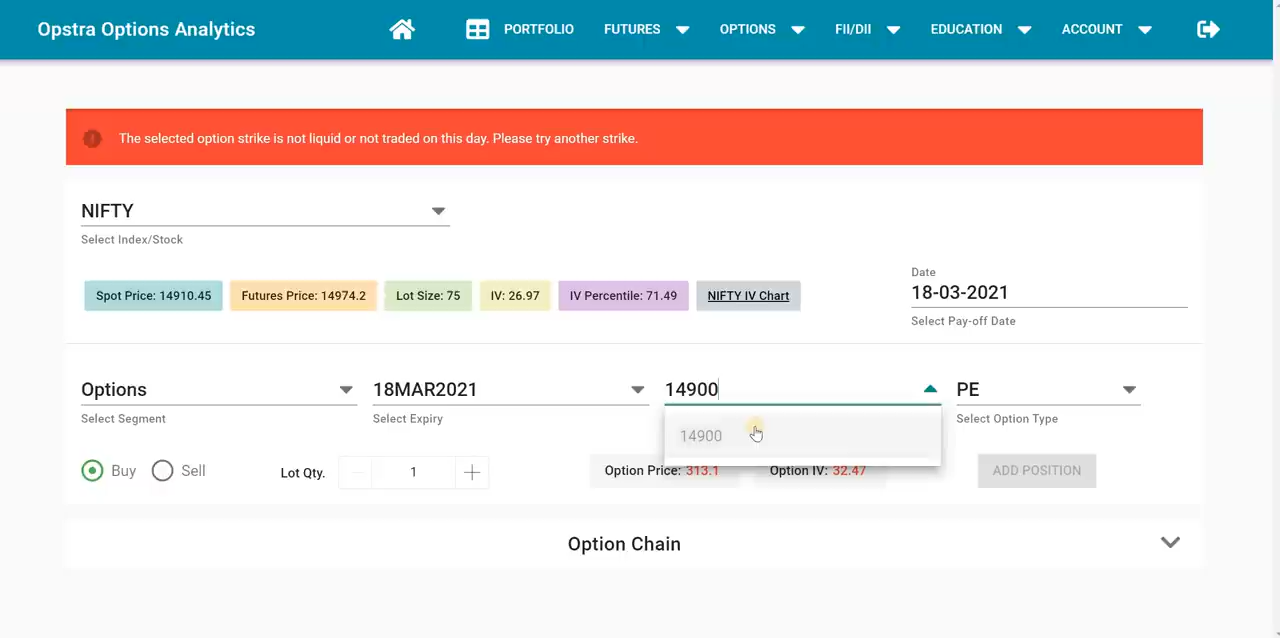 Opstra Options Analytics
PORTFOLIO
FUTURES
OPTIONS
FII/DII
EDUCATION
ACCOUNT
The selected option strike is not liquid or not traded on this day. Please try another strike.
NIFTY
Select Index/Stock
Spot Price: 14910.45
Futures Price: 14974.2
Lot Size: 75
IV: 26.97
IV Percentile: 71.49
NIFTY IV Chart
Date
18-03-2021
Select Pay-off Date
Options
Select Segment
18MAR2021
Select Expiry
14900
14900
PE
Select Option Type
Buy
Sell
Lot Qty.
1
Option Price: 313.1
Option IV: 32.47
ADD POSITION
Option Chain